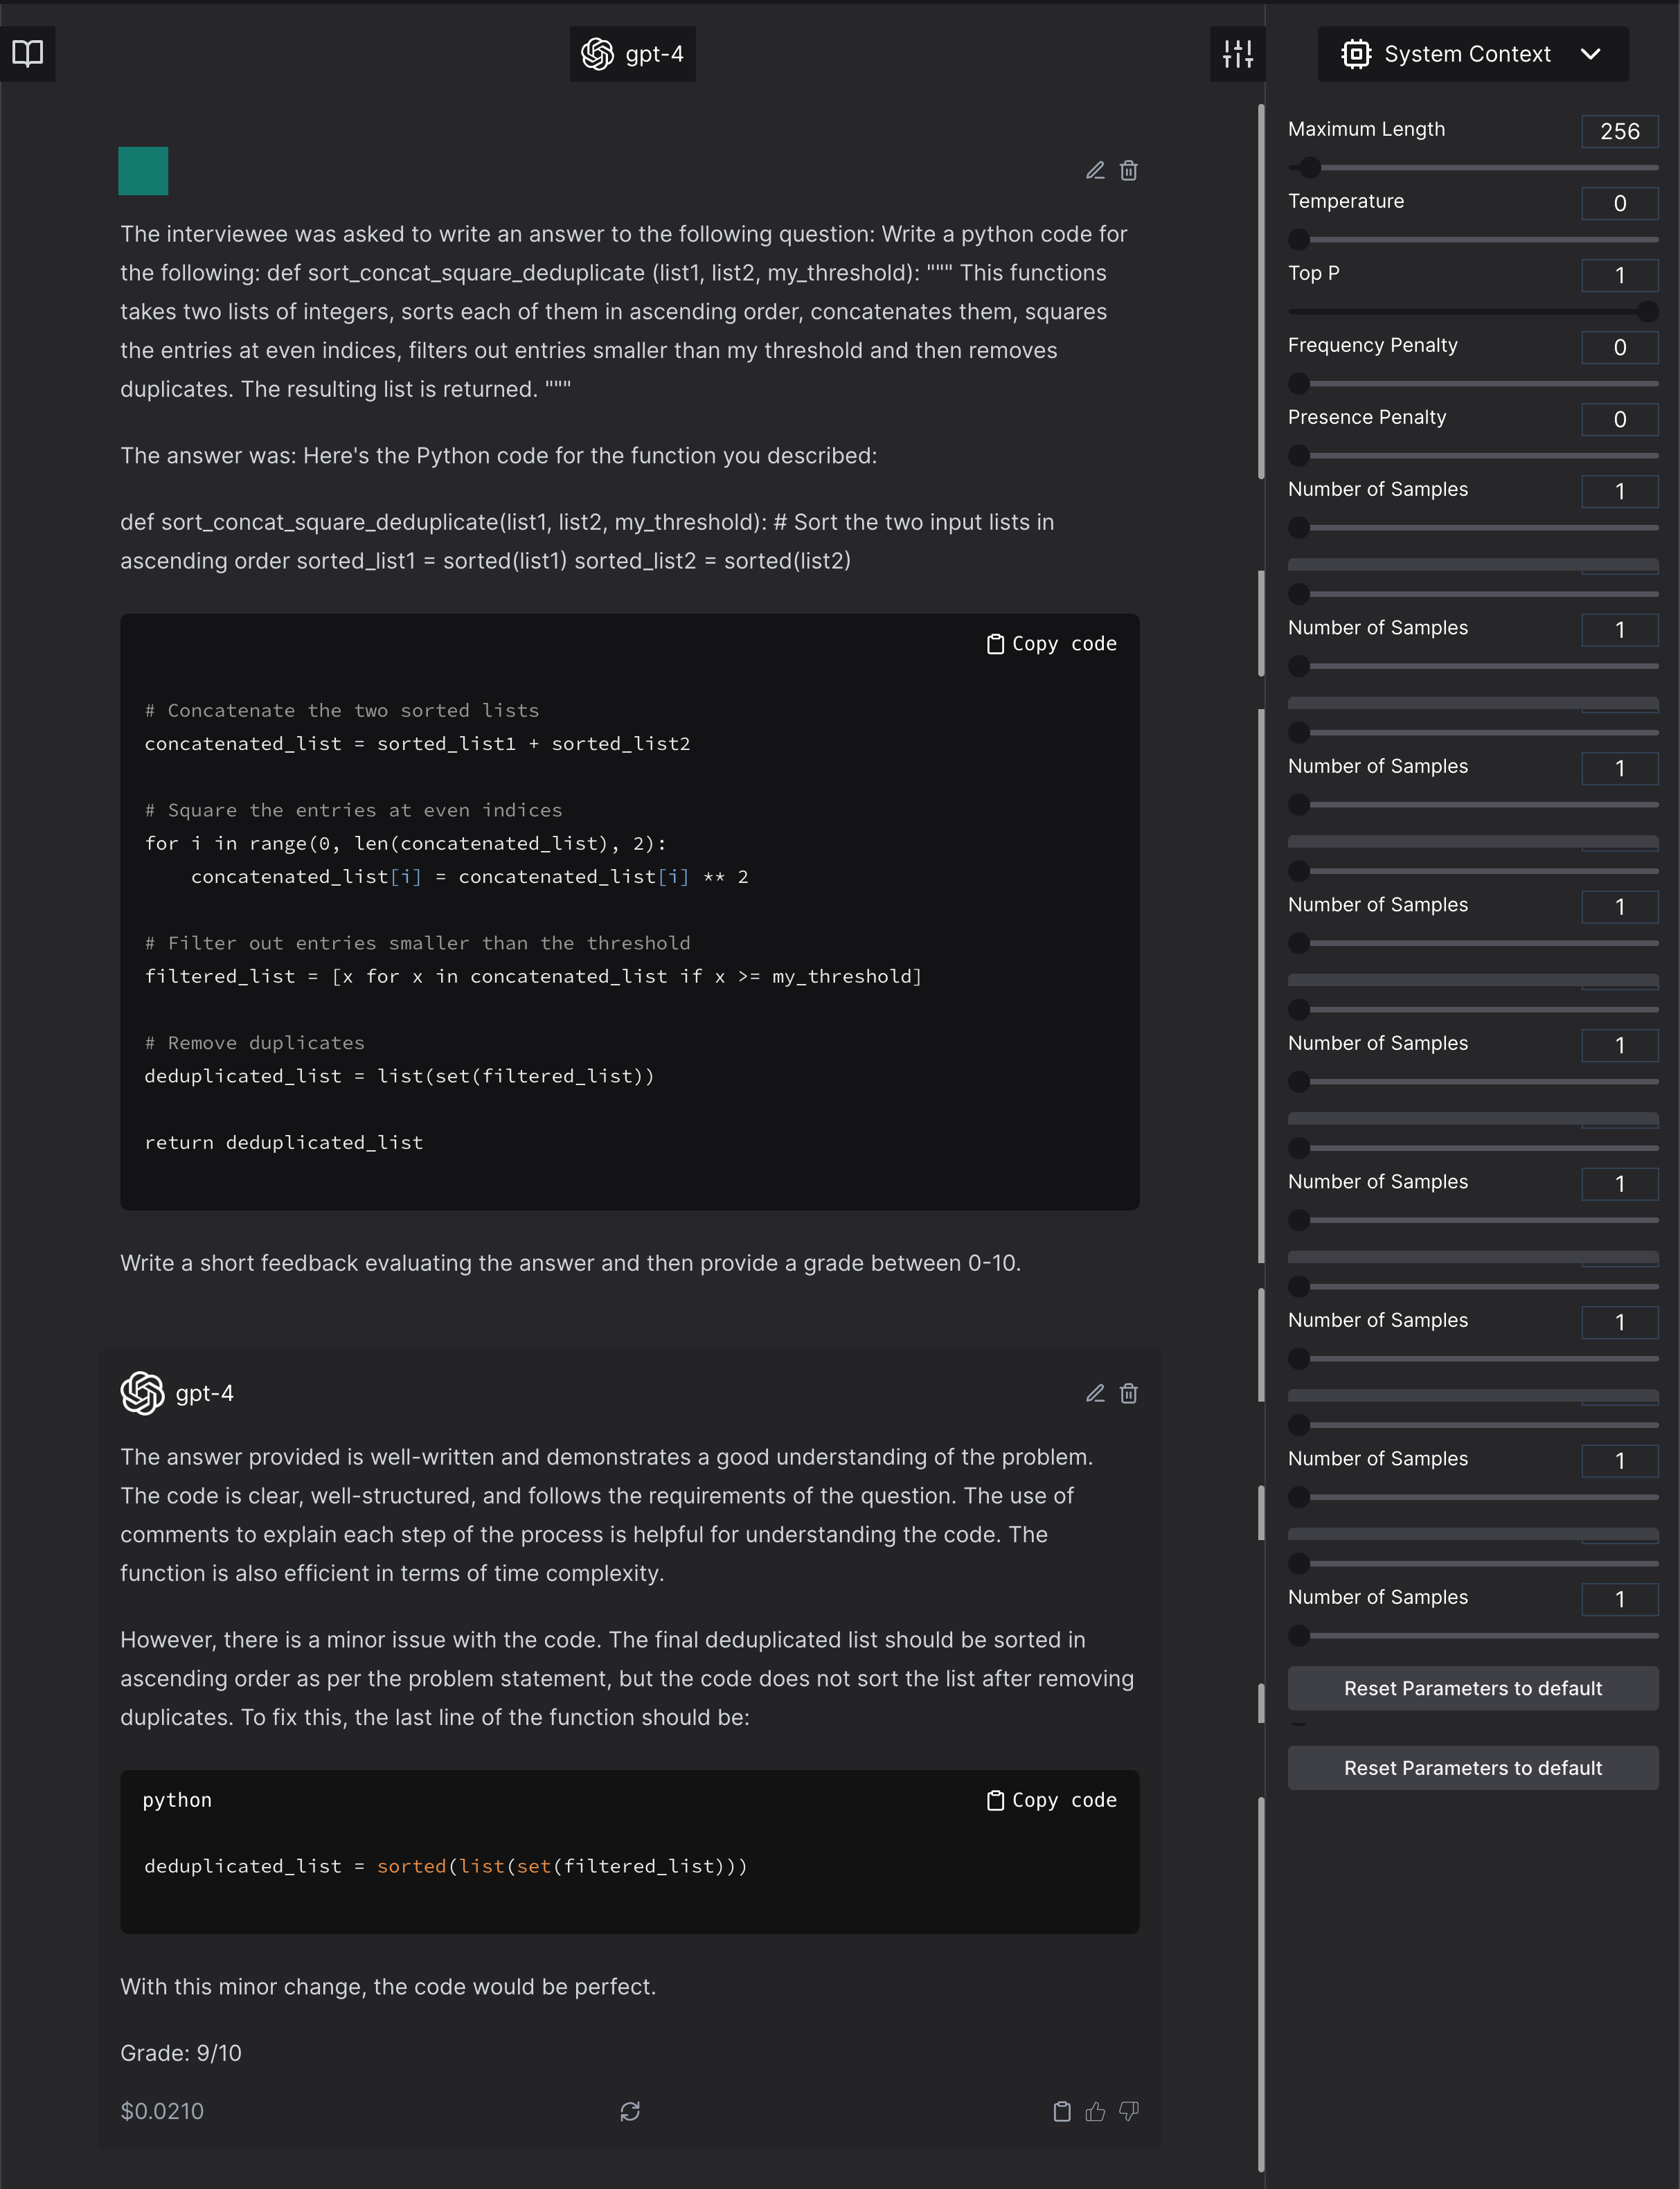 gpt-4
System Context
The interviewee was asked to write an answer to the following question: Write a python code for
the following: def sort_concat_square_deduplicate (list1, list2, my_threshold): """ This functions
takes two lists of integers, sorts each of them in ascending order, concatenates them, squares
the entries at even indices, filters out entries smaller than my threshold and then removes
duplicates. The resulting list is returned. """
The answer was: Here's the Python code for the function you described:
def sort_concat_square_deduplicate(list1, list2, my_threshold): # Sort the two input lists in
ascending order sorted_list1 = sorted(list1) sorted_list2 = sorted(list2)
Copy code
# Concatenate the two sorted lists
concatenated_list = sorted_list1 + sorted_list2
# Square the entries at even indices
for i in range(0, len(concatenated_list), 2):
    concatenated_list[i] = concatenated_list[i] ** 2
# Filter out entries smaller than the threshold
filtered_list = [x for x in concatenated_list if x >= my_threshold]
# Remove duplicates
deduplicated_list = list(set(filtered_list))
return deduplicated_list
Write a short feedback evaluating the answer and then provide a grade between 0-10.
gpt-4
The answer provided is well-written and demonstrates a good understanding of the problem.
The code is clear, well-structured, and follows the requirements of the question. The use of
comments to explain each step of the process is helpful for understanding the code. The
function is also efficient in terms of time complexity.
However, there is a minor issue with the code. The final deduplicated list should be sorted in
ascending order as per the problem statement, but the code does not sort the list after removing
duplicates. To fix this, the last line of the function should be:
python
Copy code
deduplicated_list = sorted(list(set(filtered_list)))
With this minor change, the code would be perfect.
Grade: 9/10
$0.0210
Maximum Length 256
Temperature 0
Top P 1
Frequency Penalty 0
Presence Penalty 0
Number of Samples 1
Number of Samples 1
Number of Samples 1
Number of Samples 1
Number of Samples 1
Number of Samples 1
Number of Samples 1
Number of Samples 1
Number of Samples 1
Reset Parameters to default
Reset Parameters to default